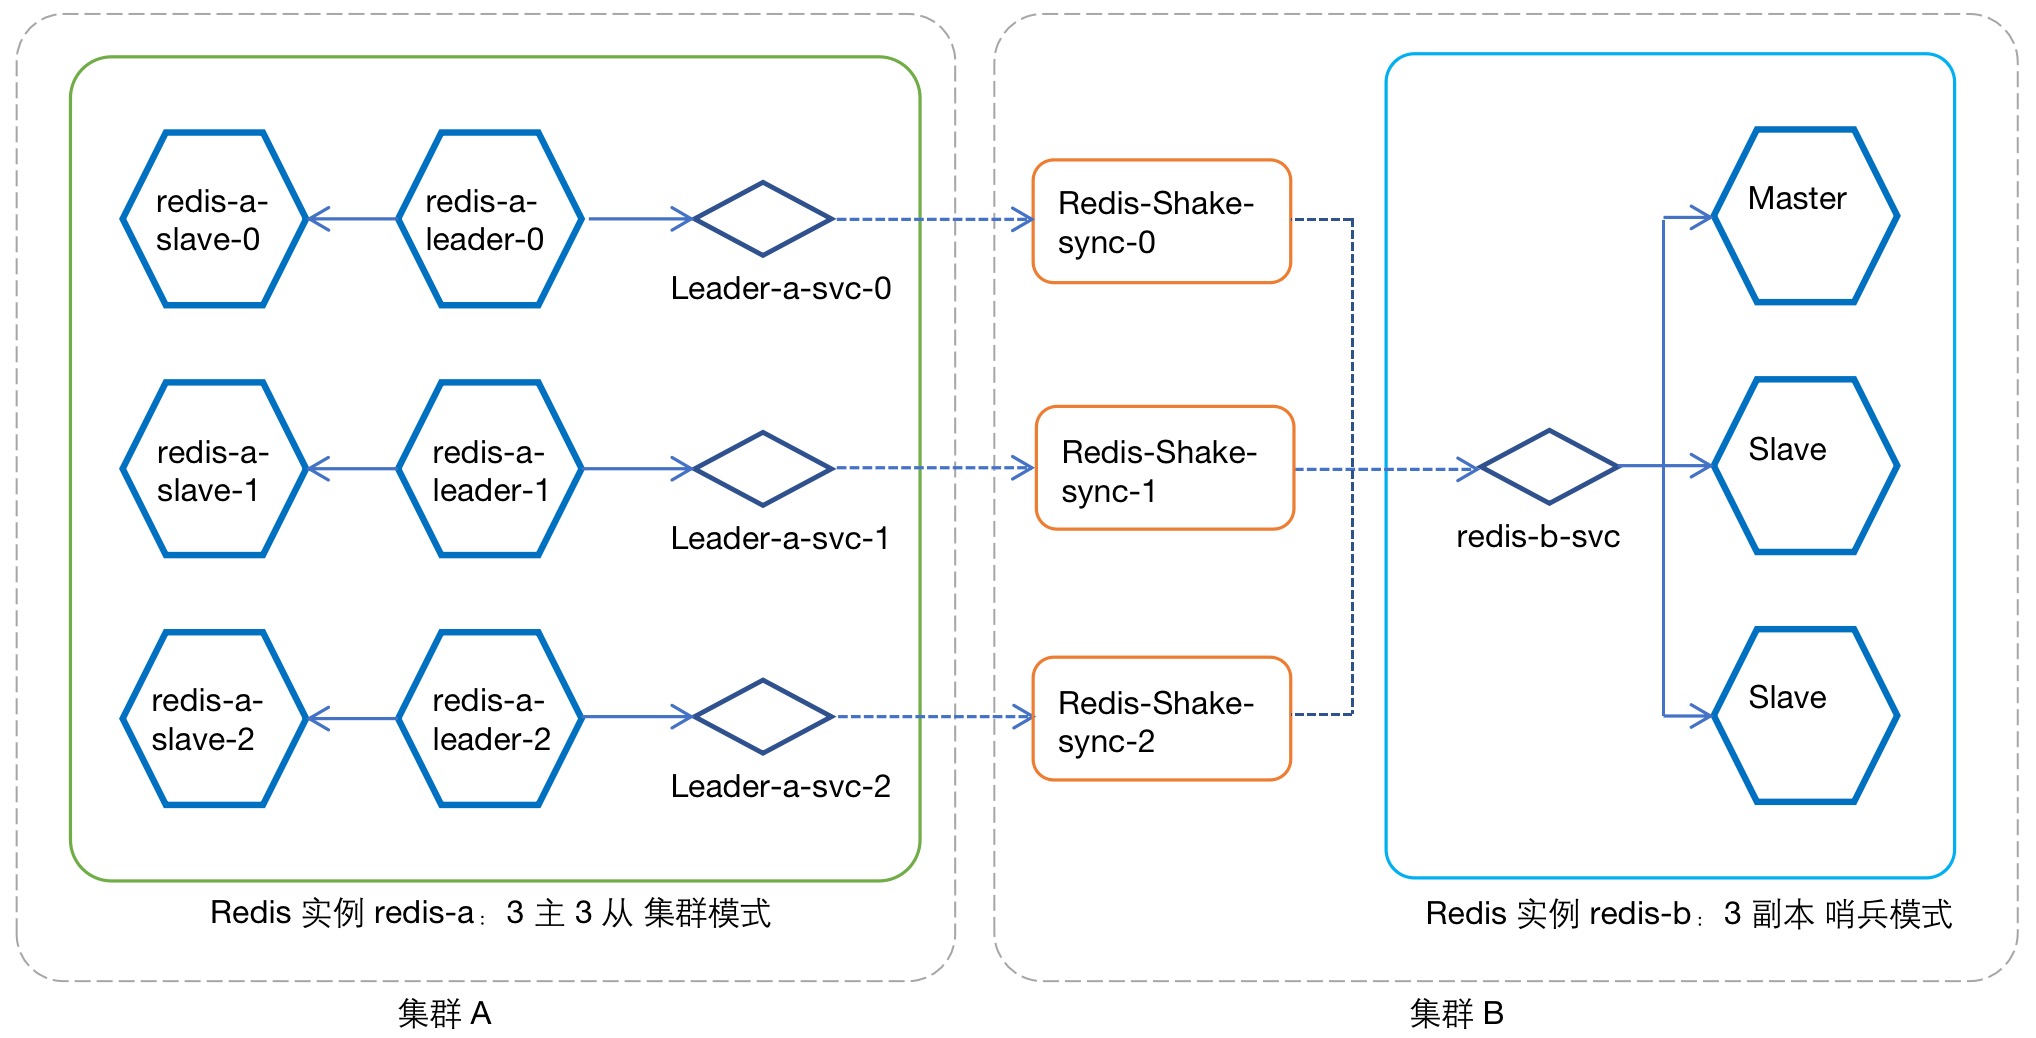 redis-a-
slave-0
redis-a-
leader-0
Leader-a-svc-0
Redis-Shake-
sync-0
Master
redis-a-
slave-1
redis-a-
leader-1
Leader-a-svc-1
Redis-Shake-
sync-1
redis-b-svc
Slave
redis-a-
slave-2
redis-a-
leader-2
Leader-a-svc-2
Redis-Shake-
sync-2
Slave
Redis 实例 redis-a：3 主 3 从 集群模式
Redis 实例 redis-b：3 副本 哨兵模式
集群 A
集群 B